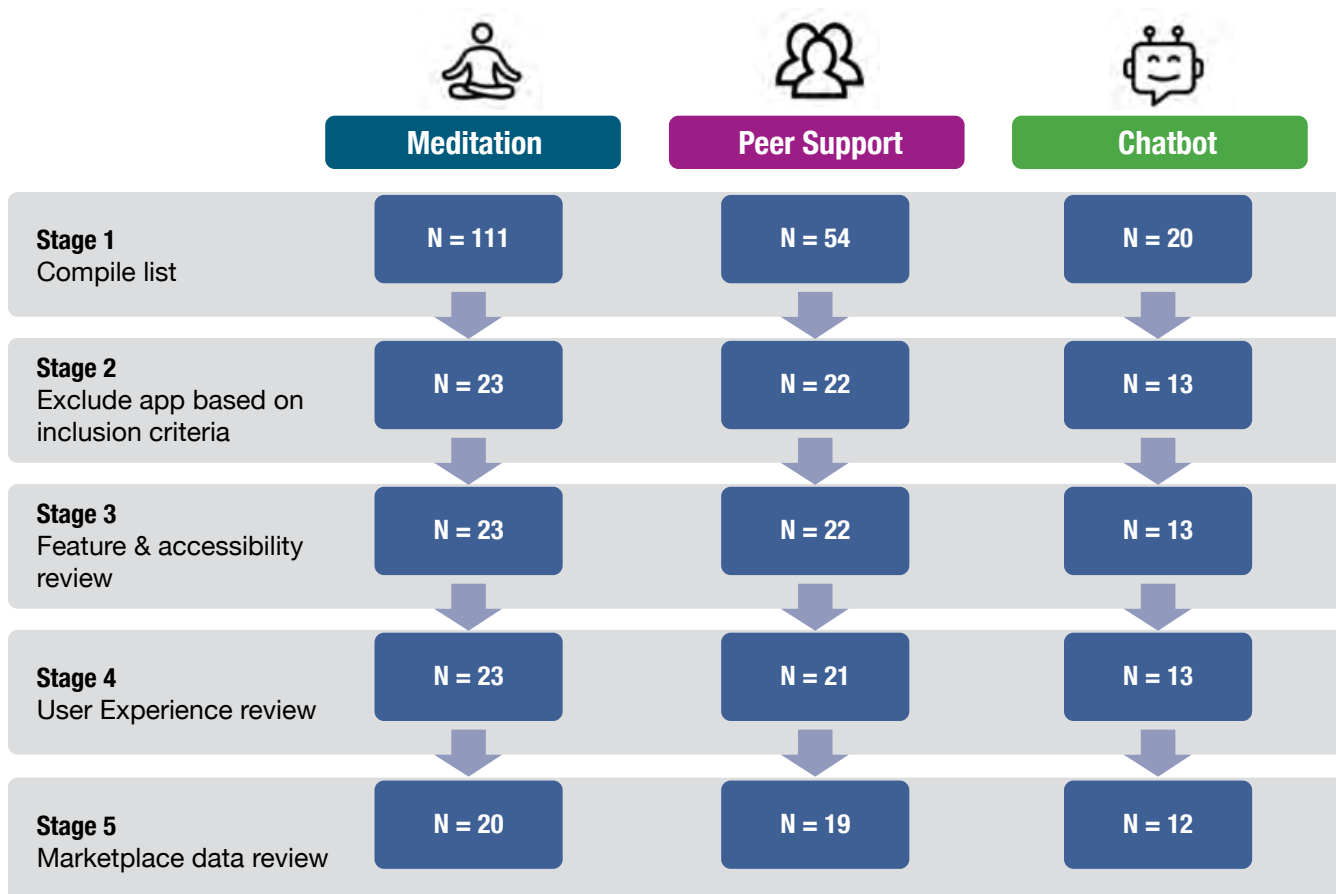 Meditation
Peer Support
Chatbot
Stage 1
Compile list
N = 111
N = 54
N = 20
Stage 2
Exclude app based on
inclusion criteria
N = 23
N = 22
N = 13
Stage 3
Feature & accessibility
review
N = 23
N = 22
N = 13
Stage 4
User Experience review
N = 23
N = 21
N = 13
Stage 5
Marketplace data review
N = 20
N = 19
N = 12